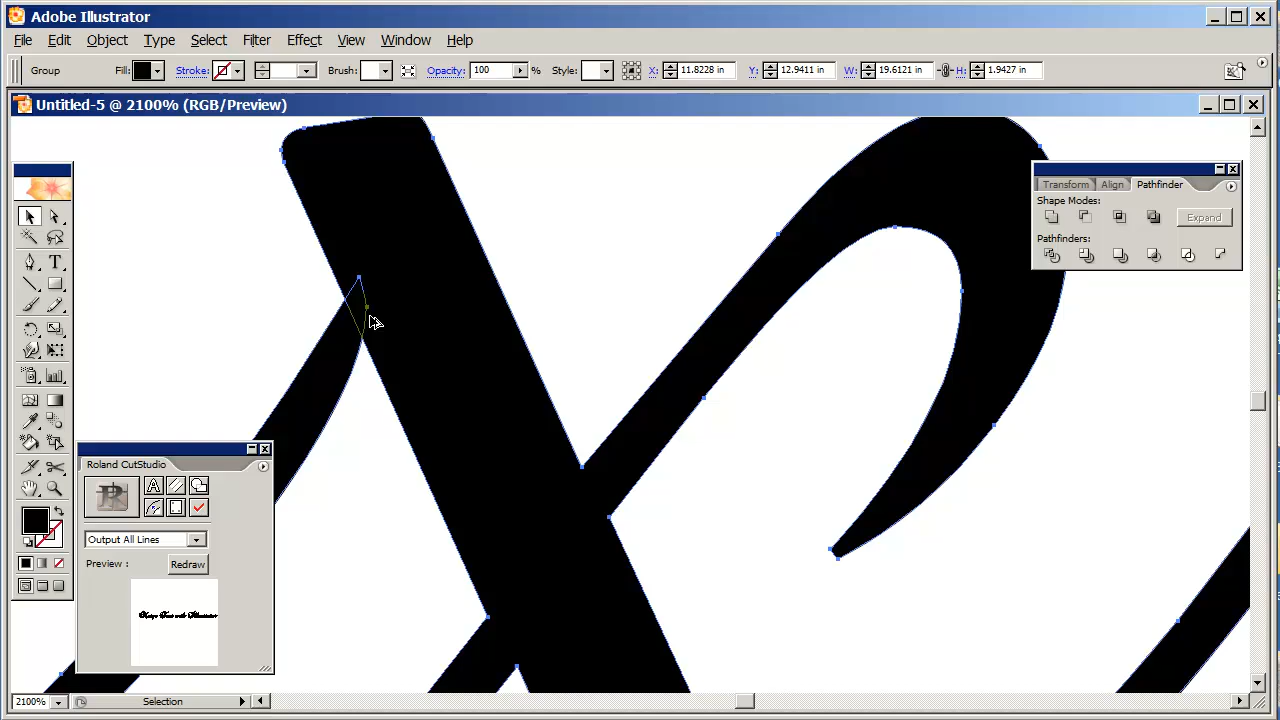 Adobe Illustrator
File Edit Object Type Select Filter Effect View Window Help
Group Fill: Stroke: Brush: Opacity: 100 % Style: X: 11.8228 in Y: 12.9411 in W: 19.6121 in H: 1.9427 in
Untitled-5 @ 2100% (RGB/Preview)
Transform Align Pathfinder
Shape Modes:
Expand
Pathfinders:
Roland CutStudio
Output All Lines
Preview : Redraw
2100% Selection